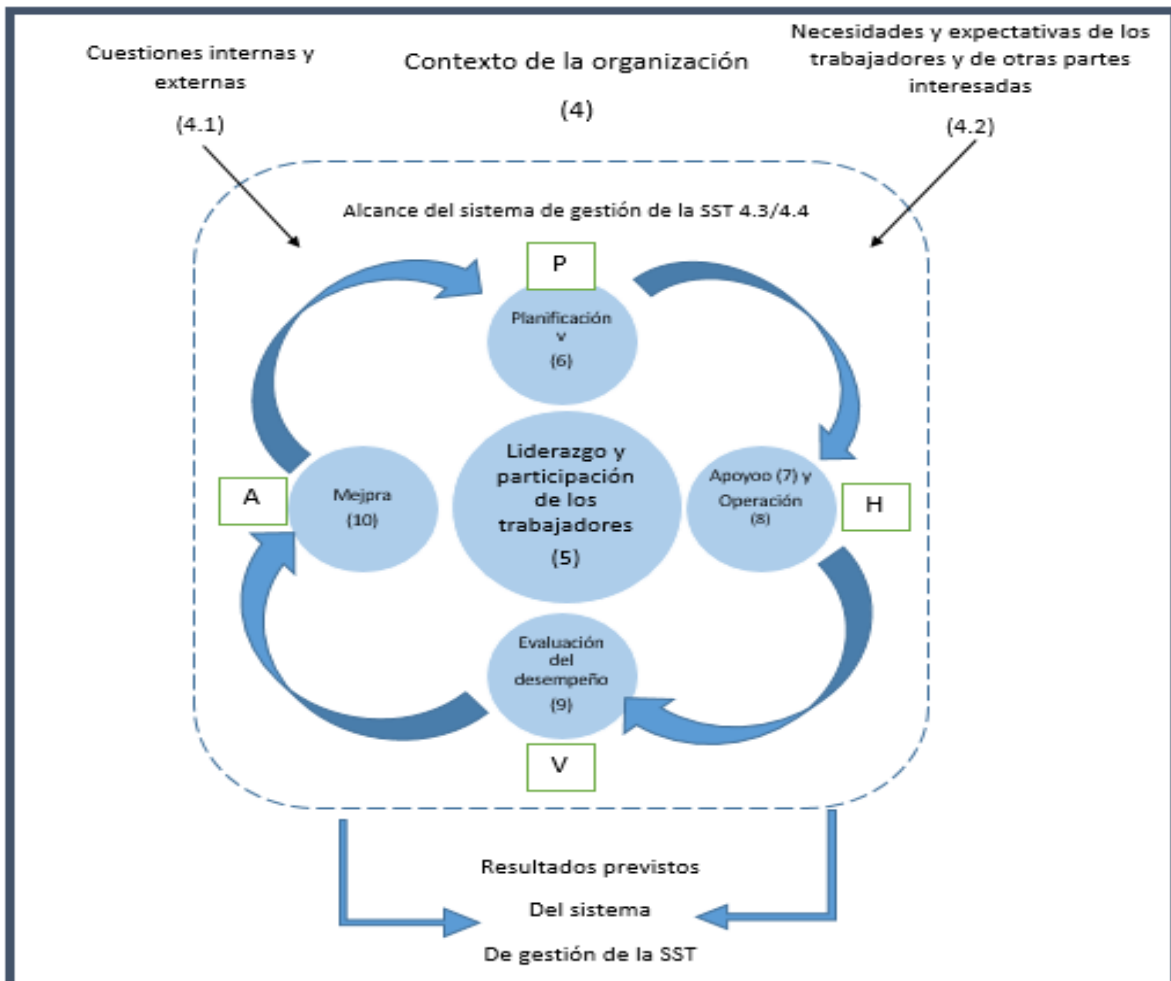 Cuestiones internas y
externas
(4.1)
Contexto de la organización
(4)
Necesidades y expectativas de los
trabajadores y de otras partes
interesadas
(4.2)
Alcance del sistema de gestión de la SST 4.3/4.4
P
Planificación
y
(6)
A
Mejpra
(10)
Liderazgo y
participación
de los
trabajadores
(5)
Apoyoo (7) y
Operación
(8)
H
Evaluación
del
desempeño
(9)
V
Resultados previstos
Del sistema
De gestión de la SST